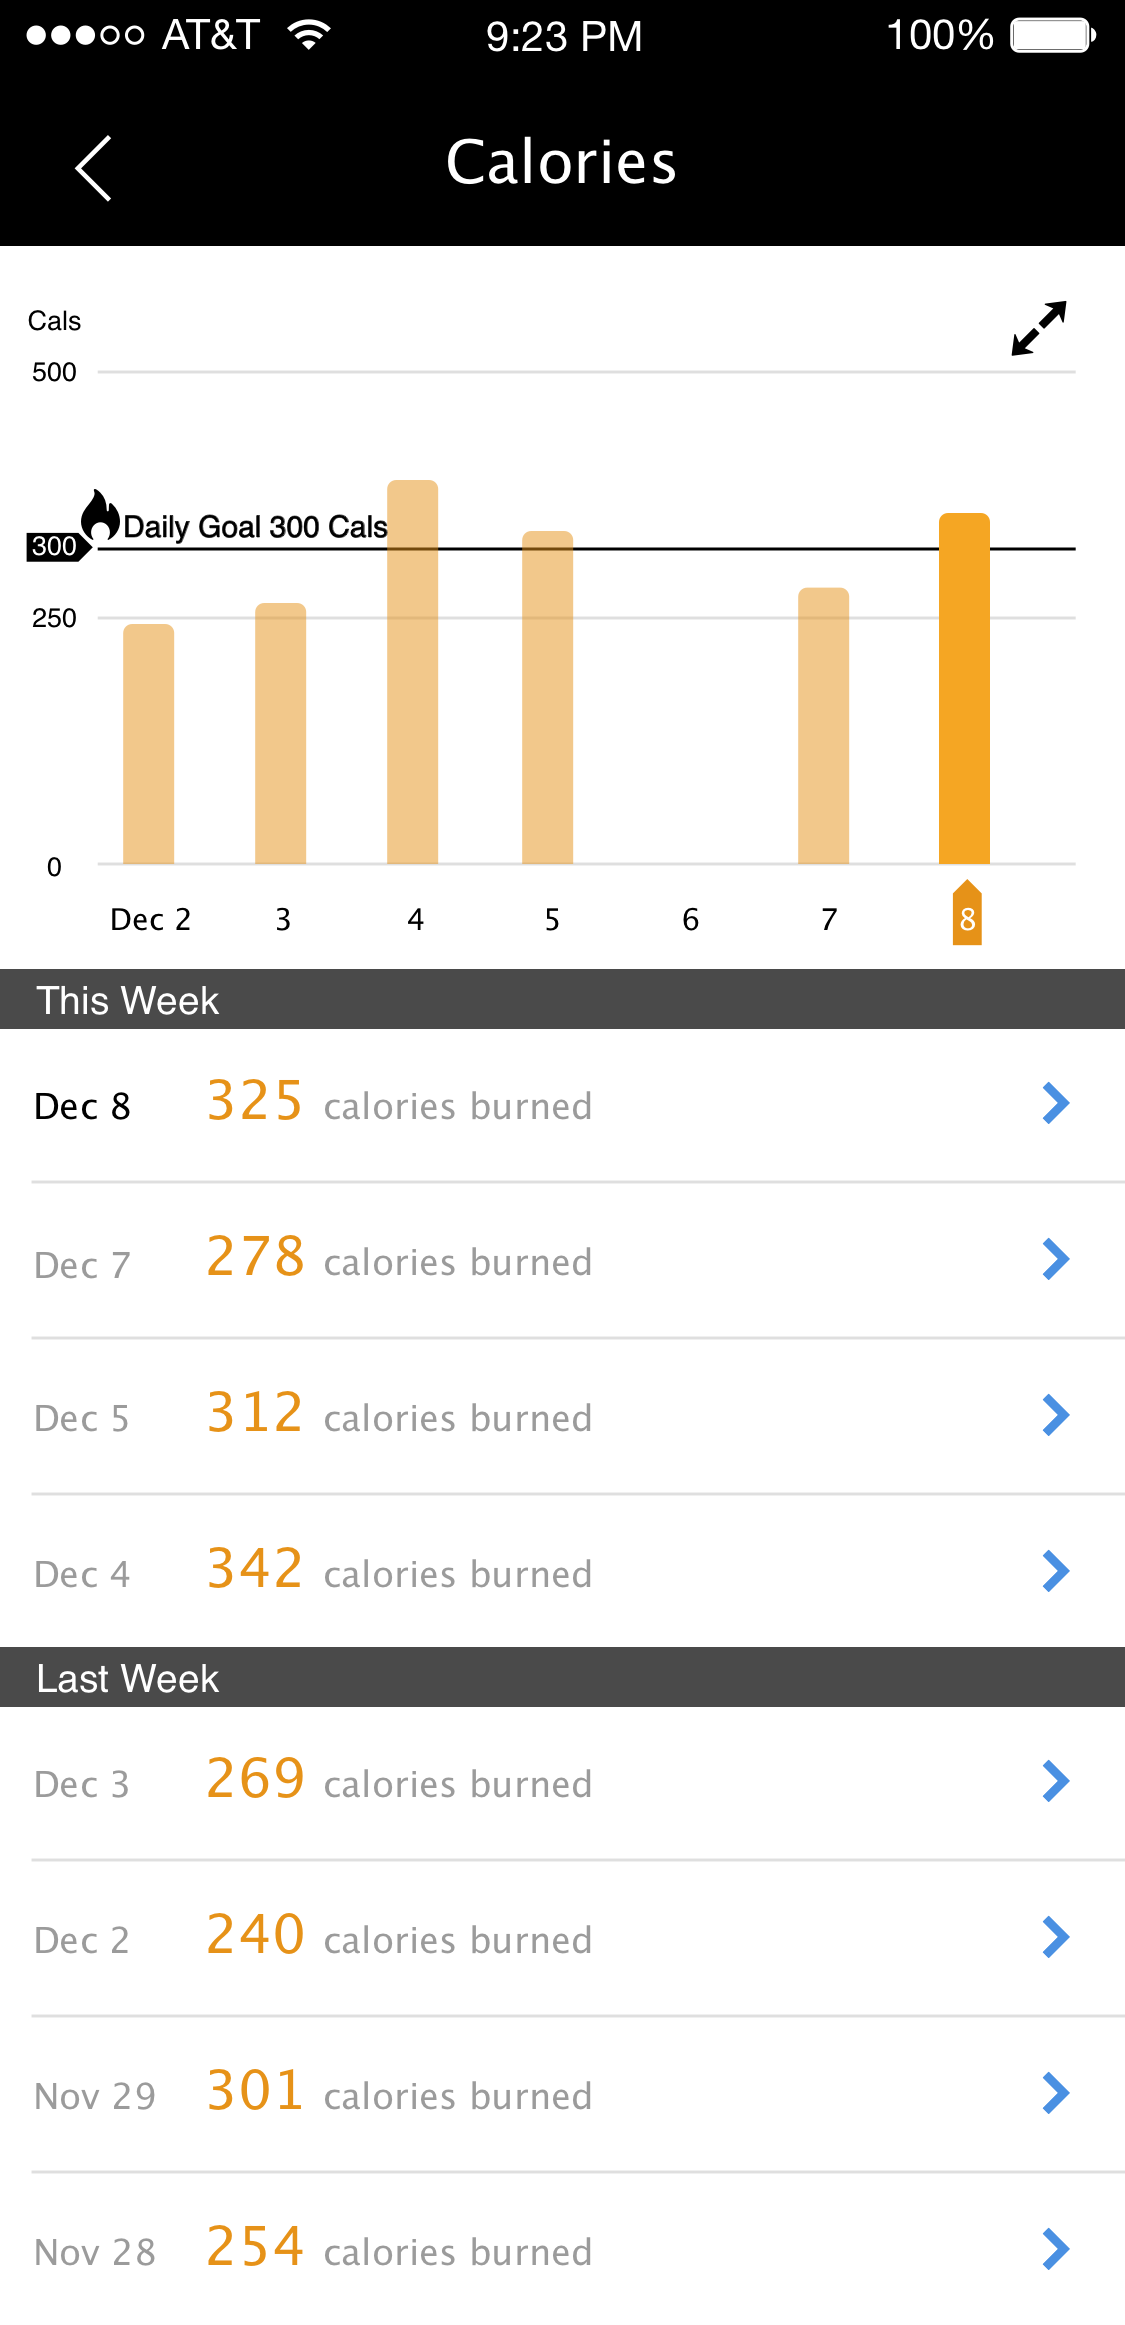 AT&T 9:23 PM 100%
Calories
Cals
500
Daily Goal 300 Cals
300
250
0
Dec 2 3 4 5 6 7 8
This Week
Dec 8 325 calories burned
Dec 7 278 calories burned
Dec 5 312 calories burned
Dec 4 342 calories burned
Last Week
Dec 3 269 calories burned
Dec 2 240 calories burned
Nov 29 301 calories burned
Nov 28 254 calories burned